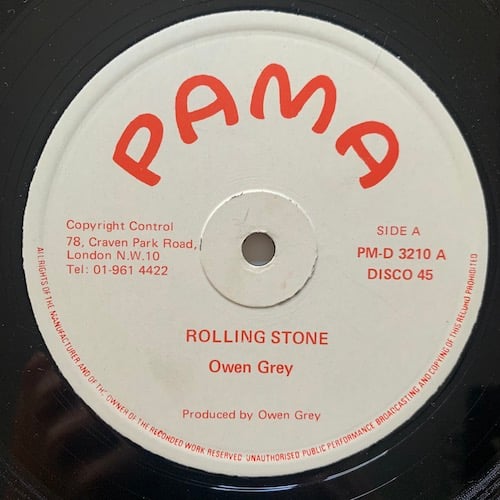 PAMA
Copyright Control
78, Craven Park Road,
London N.W.10
Tel: 01-961 4422
SIDE A
PM-D 3210 A
DISCO 45
ROLLING STONE
Owen Grey
Produced by Owen Grey
ALL RIGHTS OF THE MANUFACTURER AND OF THE OWNER OF THE RECORDED WORK RESERVED UNAUTHORISED PUBLIC PERFORMANCE BROADCASTING AND COPYING OF THIS RECORD PROHIBITED